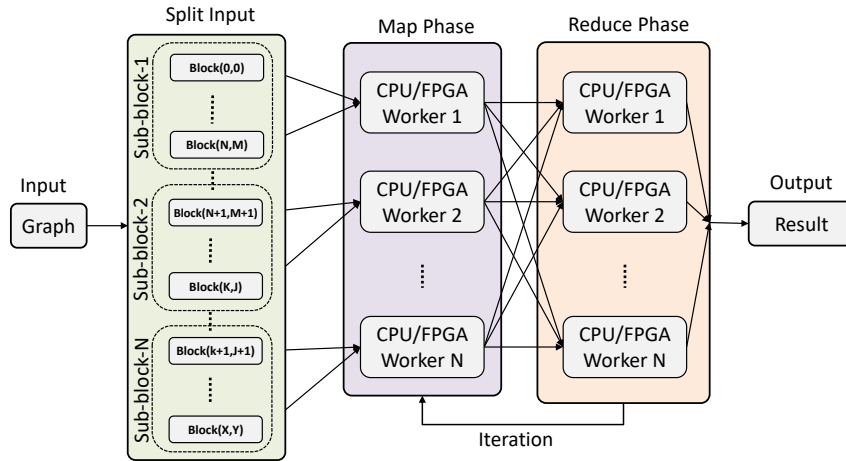 Split Input
Map Phase
Reduce Phase
Input
Graph
Sub-block-1
Block(0,0)
Block(N,M)
Sub-block-2
Block(N+1,M+1)
Block(K,J)
Sub-block-N
Block(k+1,J+1)
Block(X,Y)
CPU/FPGA
Worker 1
CPU/FPGA
Worker 2
CPU/FPGA
Worker N
CPU/FPGA
Worker 1
CPU/FPGA
Worker 2
CPU/FPGA
Worker N
Iteration
Output
Result